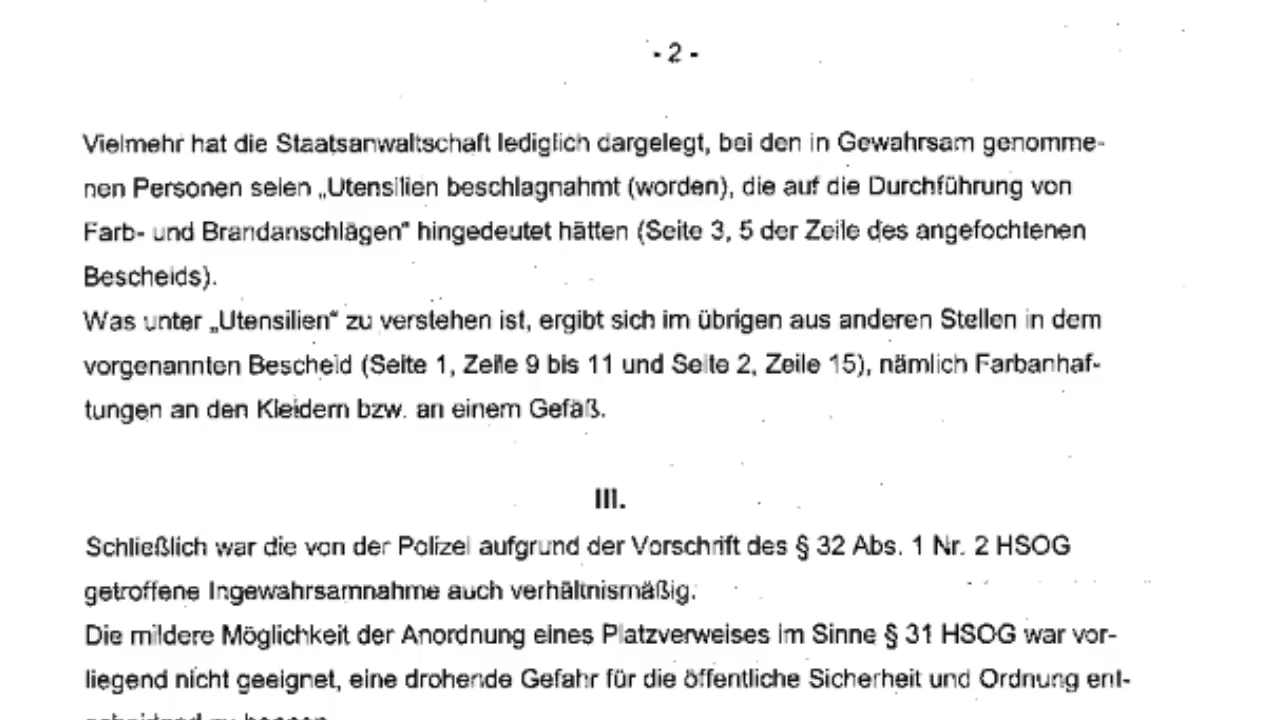 - 2 -
Vielmehr hat die Staatsanwaltschaft lediglich dargelegt, bei den in Gewahrsam genomme-
nen Personen seien „Utensilien beschlagnahmt (worden), die auf die Durchführung von
Farb- und Brandanschlägen“ hingedeutet hätten (Seite 3, 5 der Zeile des angefochtenen
Bescheids).
Was unter „Utensilien“ zu verstehen ist, ergibt sich im übrigen aus anderen Stellen in dem
vorgenannten Bescheid (Seite 1, Zeile 9 bis 11 und Seite 2, Zeile 15), nämlich Farbanhaf-
tungen an den Kleidern bzw. an einem Gefäß.
III.
Schließlich war die von der Polizei aufgrund der Vorschrift des § 32 Abs. 1 Nr. 2 HSOG
getroffene Ingewahrsamnahme auch verhältnismäßig.
Die mildere Möglichkeit der Anordnung eines Platzverweises im Sinne § 31 HSOG war vor-
liegend nicht geeignet, eine drohende Gefahr für die öffentliche Sicherheit und Ordnung ent-